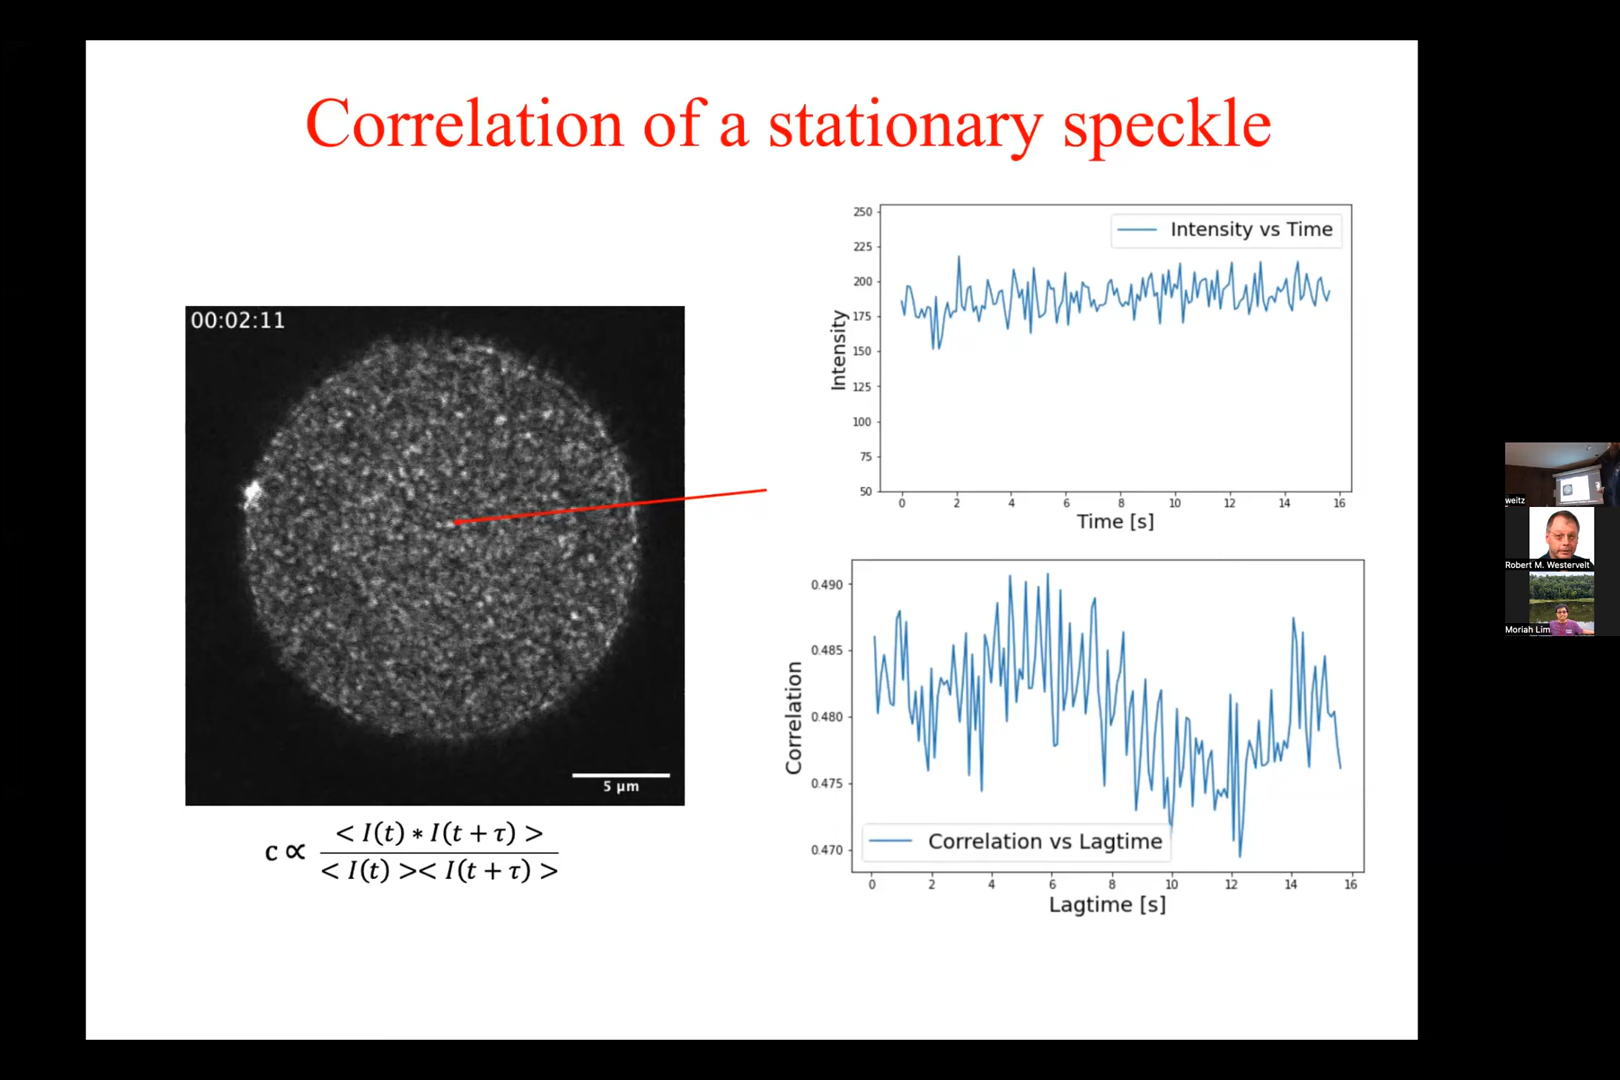 Correlation of a stationary speckle
00:02:11
5 µm
c ∝ < I(t) ∗ I(t + τ) > / < I(t) >< I(t + τ) >
Intensity vs Time
250
225
200
175
150
125
100
75
50
Intensity
0 2 4 6 8 10 12 14 16
Time [s]
0.490
0.485
0.480
0.475
0.470
Correlation
Correlation vs Lagtime
0 2 4 6 8 10 12 14 16
Lagtime [s]
weitz
Robert M. Westervelt
Moriah Lim